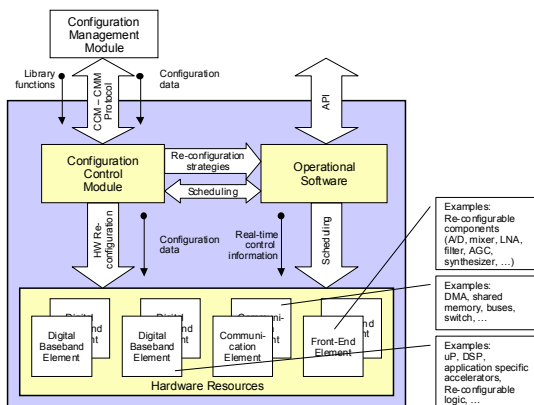 Configuration
Management
Module
Library
functions
CCM – CMM
Protocol
Configuration
data
API
Configuration
Control
Module
Re-configuration
strategies
Scheduling
Operational
Software
HW Re-
configuration
Configuration
data
Real-time
control
information
Scheduling
Digital
Baseband
Element
Digital
Baseband
Element
Communication
Element
Front-End
Element
Hardware Resources
Examples:
Re-configurable
components
(A/D, mixer, LNA,
filter, AGC,
synthesizer, …)
Examples:
DMA, shared
memory, buses,
switch, …
Examples:
uP, DSP,
application specific
accelerators,
Re-configurable
logic, …